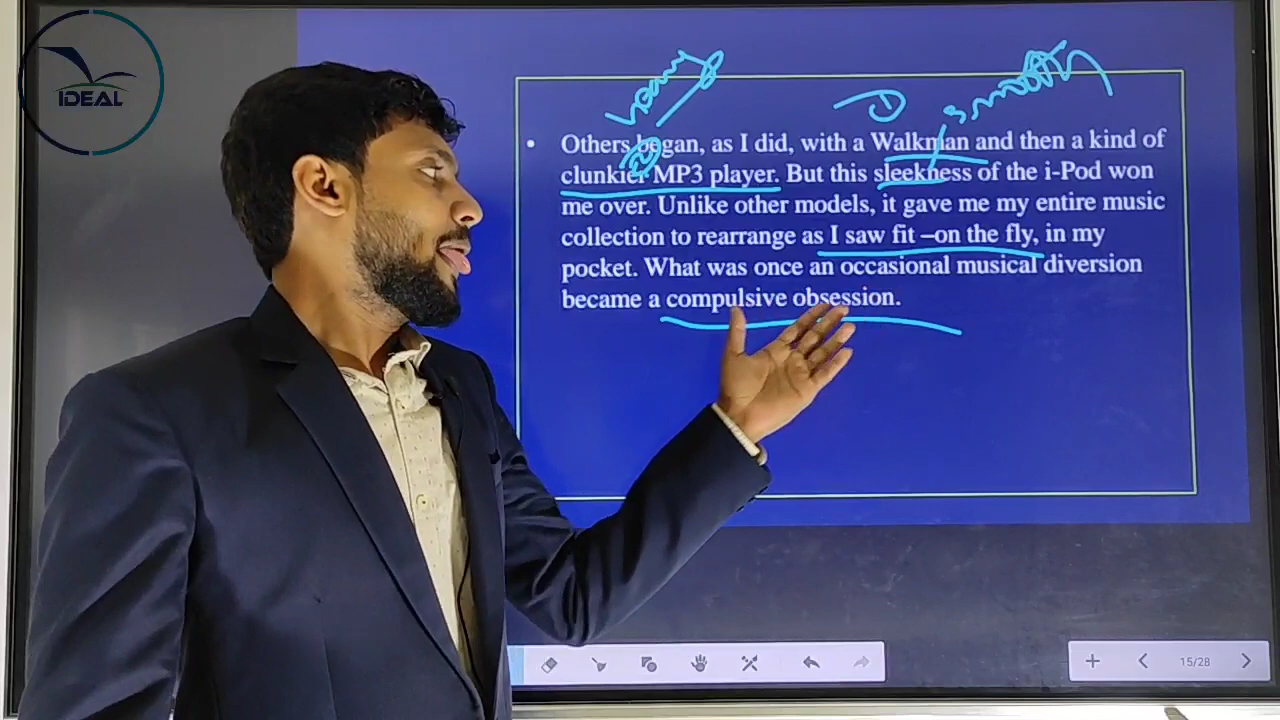 IDEAL
smooth
• Others began, as I did, with a Walkman and then a kind of
clunkier MP3 player. But this sleekness of the i-Pod won
me over. Unlike other models, it gave me my entire music
collection to rearrange as I saw fit –on the fly, in my
pocket. What was once an occasional musical diversion
became a compulsive obsession.
15/28